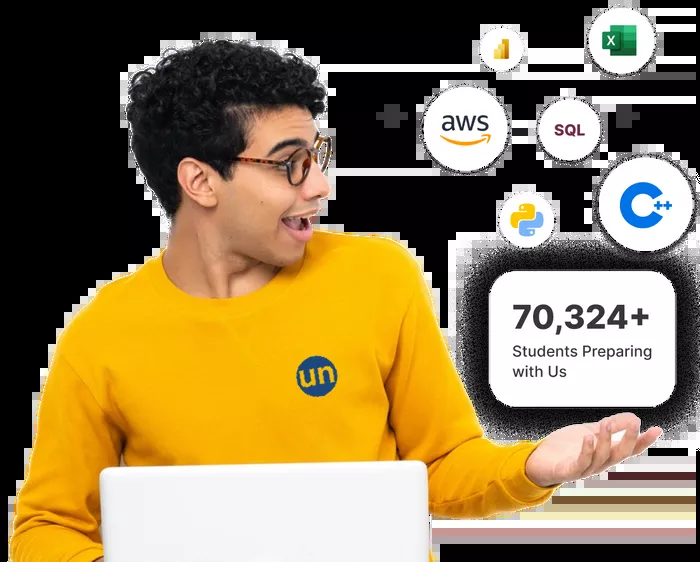 X
aws
SQL
C++
un
70,324+
Students Preparing
with Us